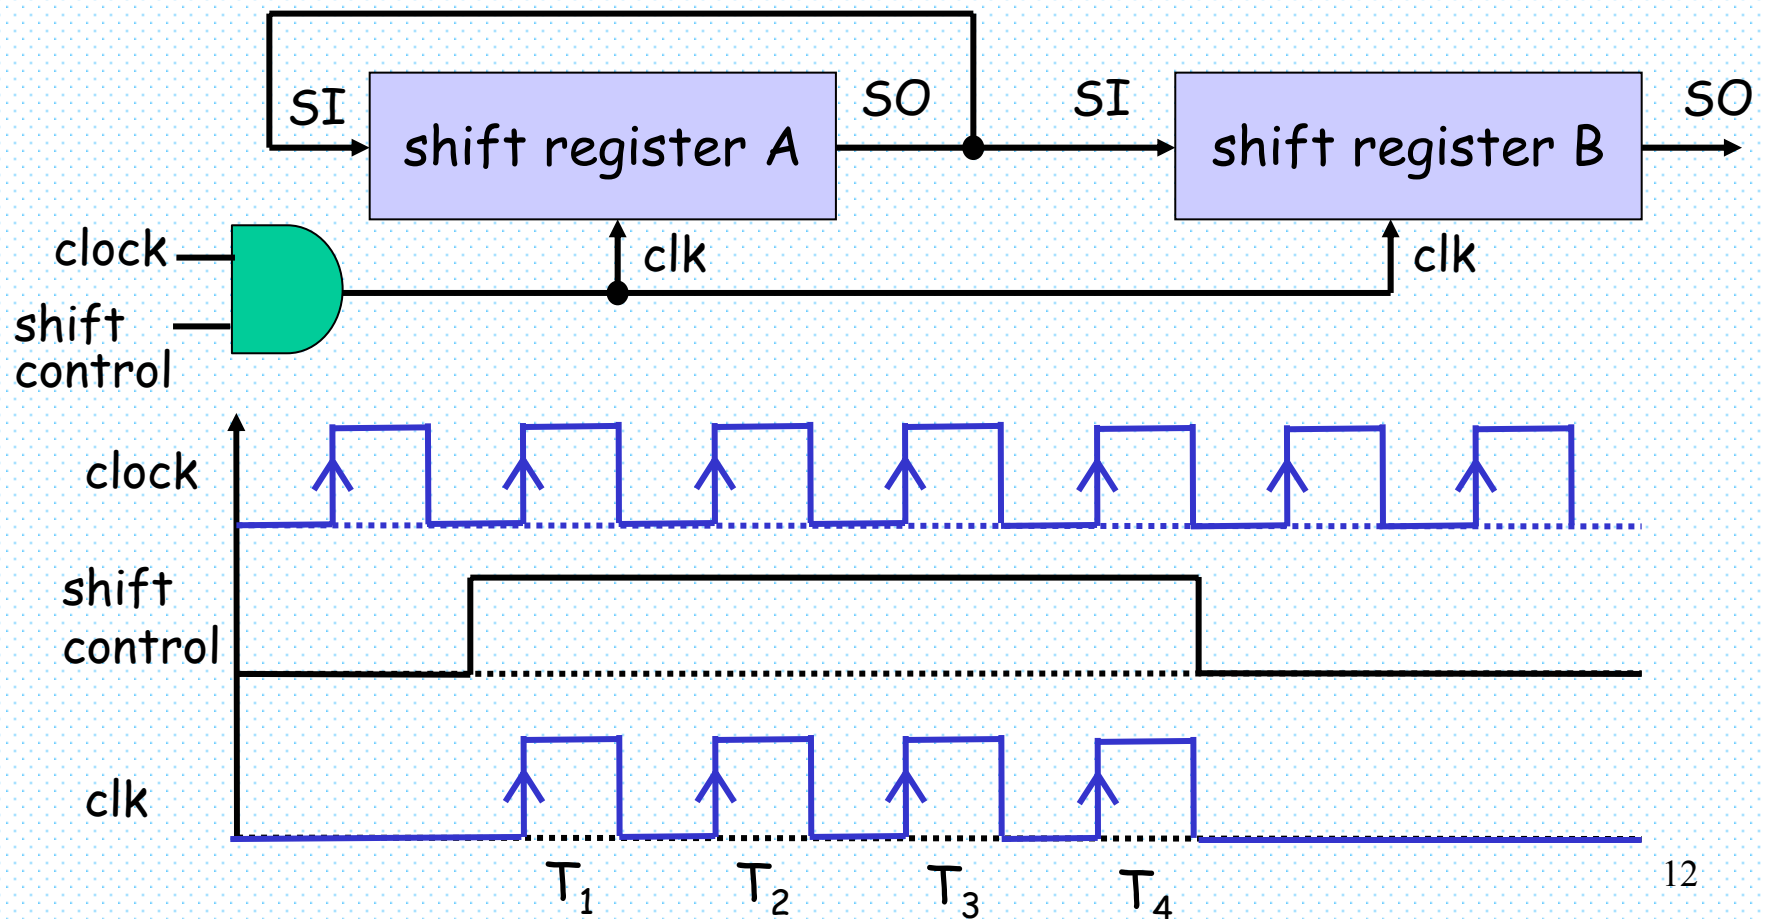 SI
shift register A
SO
SI
shift register B
SO
clock
clk
clk
shift
control
clock
shift
control
clk
T1
T2
T3
T4
12